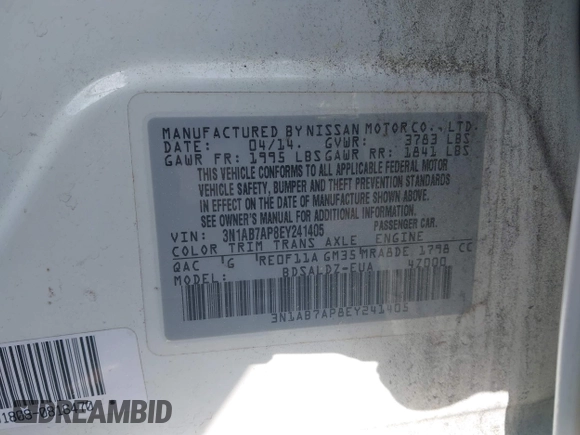 MANUFACTURED BY NISSAN MOTOR CO., LTD.
DATE: 04/14. GVWR: 3783 LBS
GAWR FR: 1995 LBS GAWR RR: 1841 LBS
THIS VEHICLE CONFORMS TO ALL APPLICABLE FEDERAL MOTOR
VEHICLE SAFETY, BUMPER AND THEFT PREVENTION STANDARDS
IN EFFECT ON THE DATE OF MANUFACTURE SHOWN ABOVE.
SEE OWNER'S MANUAL FOR ADDITIONAL INFORMATION
VIN: 3N1AB7AP8EY241405 PASSENGER CAR.
COLOR TRIM TRANS AXLE ENGINE
QAC G RE0F11A GM35 MRA8DE 1798 CC
MODEL: BDSALDZ-EUA 47000
3N1AB7AP8EY241405
DREAMBID